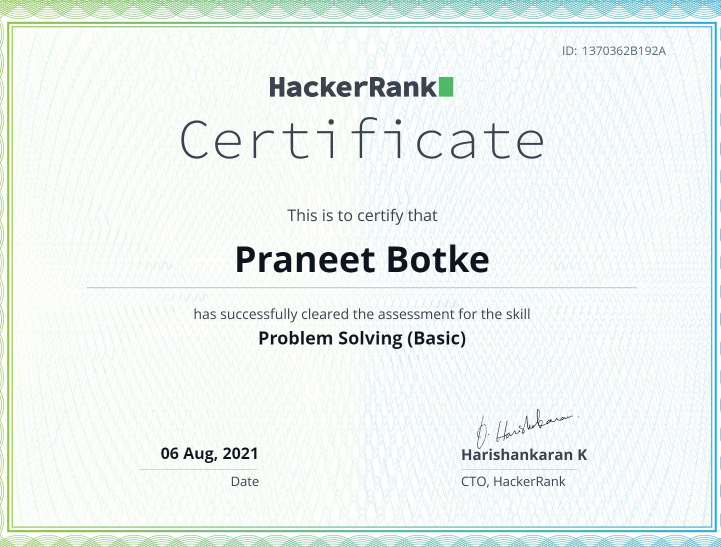 ID: 1370362B192A
HackerRank
Certificate
This is to certify that
Praneet Botke
has successfully cleared the assessment for the skill
Problem Solving (Basic)
06 Aug, 2021
Date
D. Harishankaran
Harishankaran K
CTO, HackerRank